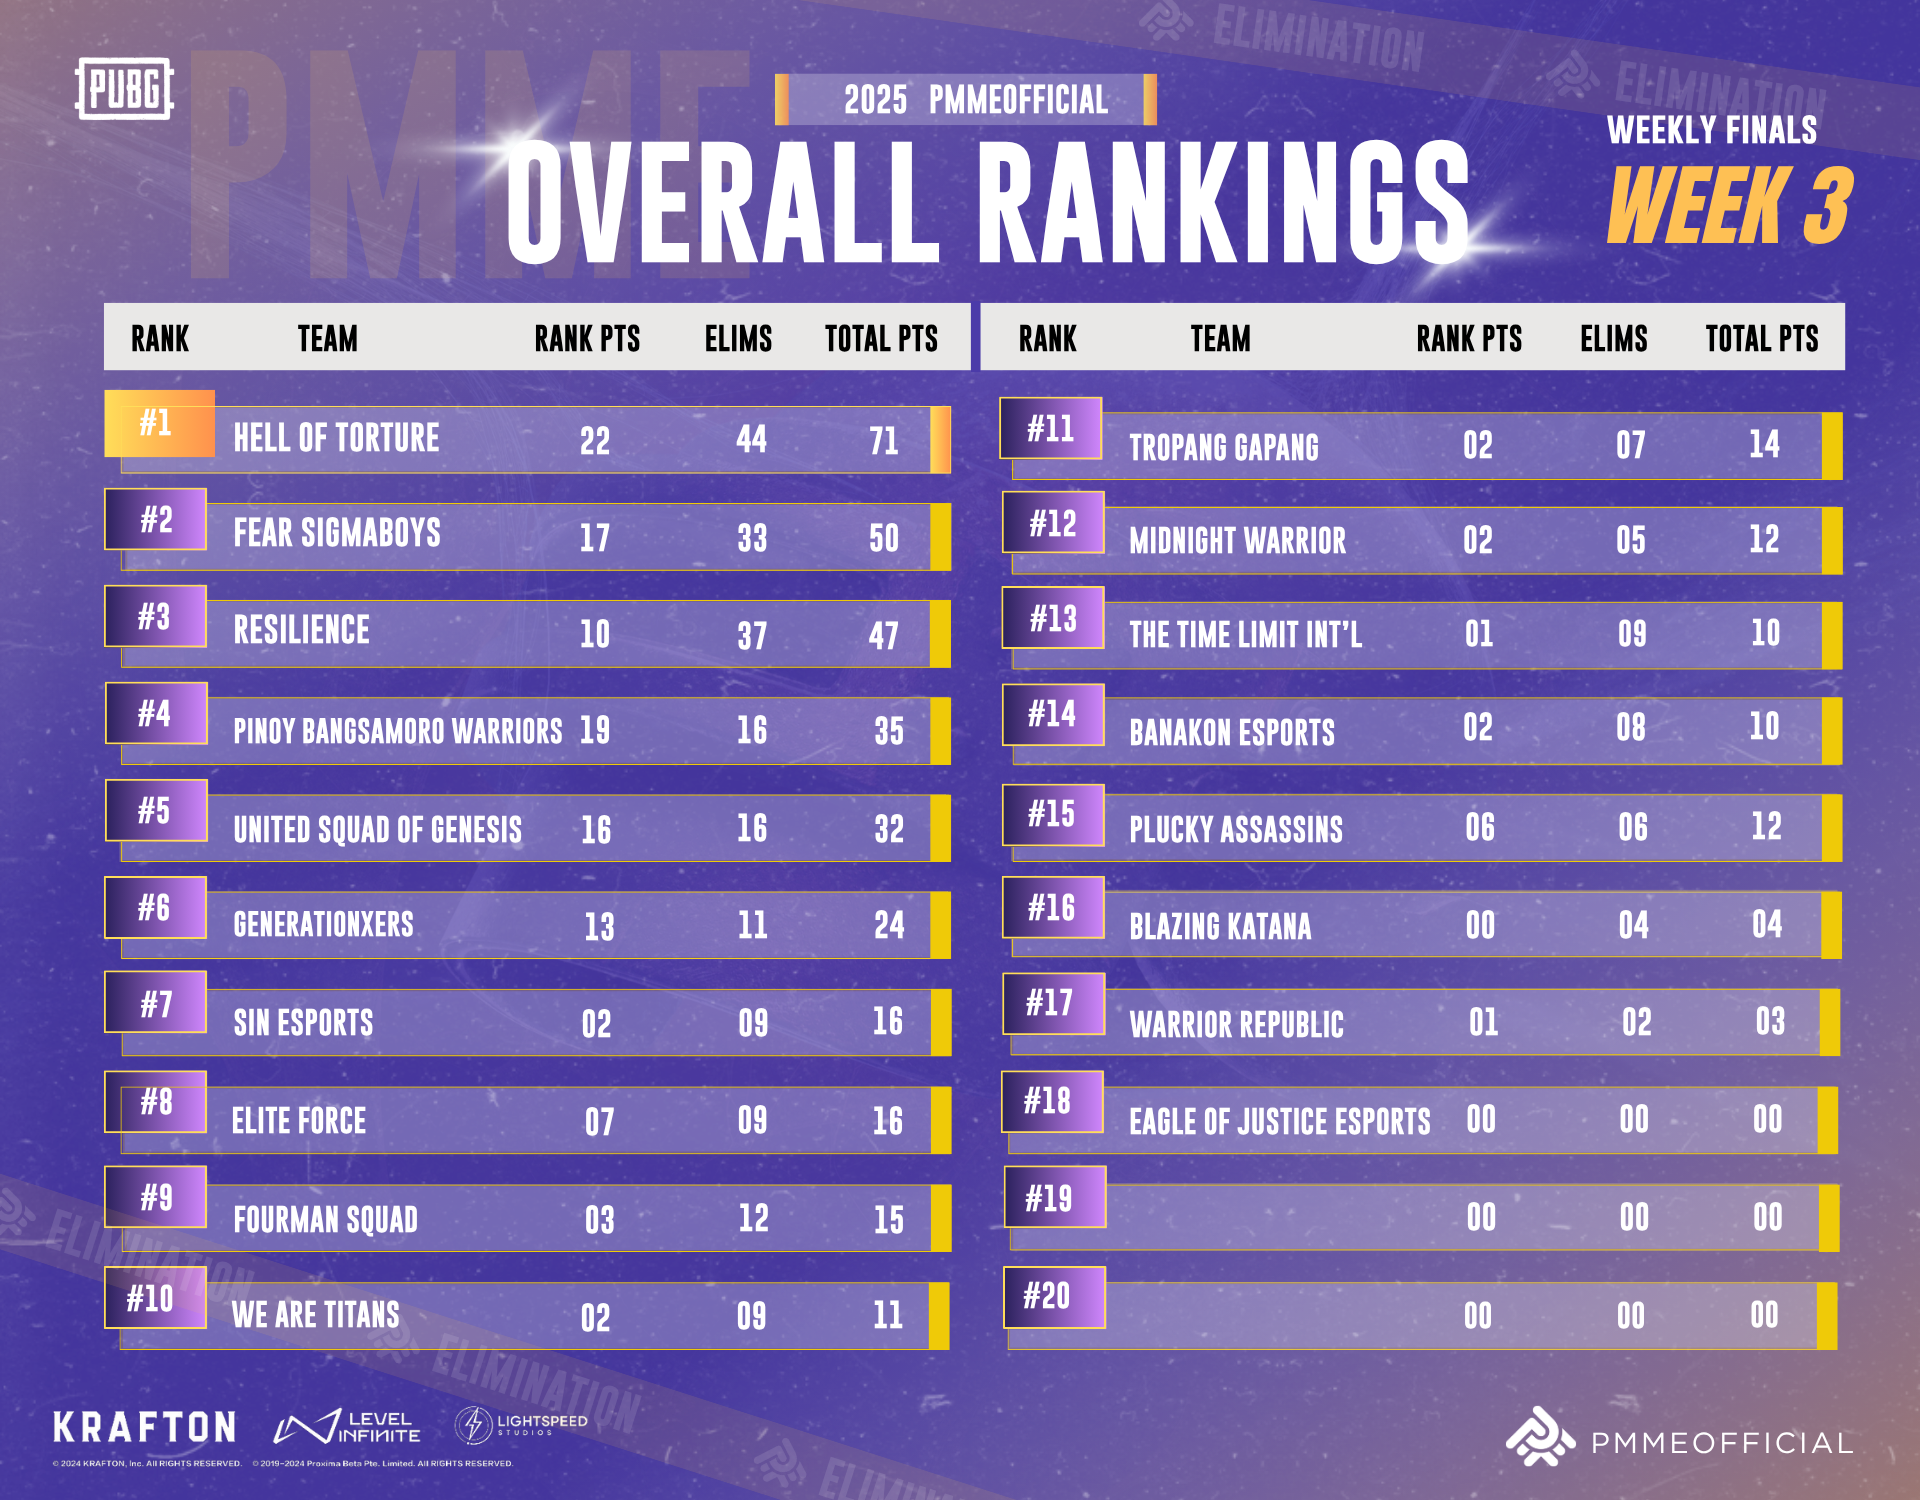 PMME
ELIMINATION
ELIMINATION
PUBG
2025 PMMEOFFICIAL
OVERALL RANKINGS
WEEKLY FINALS
WEEK 3
RANK TEAM RANK PTS ELIMS TOTAL PTS
#1 HELL OF TORTURE 22 44 71
#2 FEAR SIGMABOYS 17 33 50
#3 RESILIENCE 10 37 47
#4 PINOY BANGSAMORO WARRIORS 19 16 35
#5 UNITED SQUAD OF GENESIS 16 16 32
#6 GENERATIONXERS 13 11 24
#7 SIN ESPORTS 02 09 16
#8 ELITE FORCE 07 09 16
#9 FOURMAN SQUAD 03 12 15
#10 WE ARE TITANS 02 09 11
RANK TEAM RANK PTS ELIMS TOTAL PTS
#11 TROPANG GAPANG 02 07 14
#12 MIDNIGHT WARRIOR 02 05 12
#13 THE TIME LIMIT INT'L 01 09 10
#14 BANAKON ESPORTS 02 08 10
#15 PLUCKY ASSASSINS 06 06 12
#16 BLAZING KATANA 00 04 04
#17 WARRIOR REPUBLIC 01 02 03
#18 EAGLE OF JUSTICE ESPORTS 00 00 00
#19 00 00 00
#20 00 00 00
ELIMINATION
ELIMINATION
ELIMIN
KRAFTON
LEVEL INFINITE
LIGHTSPEED
STUDIOS
© 2024 KRAFTON, Inc. All RIGHTS RESERVED. © 2019-2024 Proxima Beta Pte. Limited. All RIGHTS RESERVED.
PMMEOFFICIAL